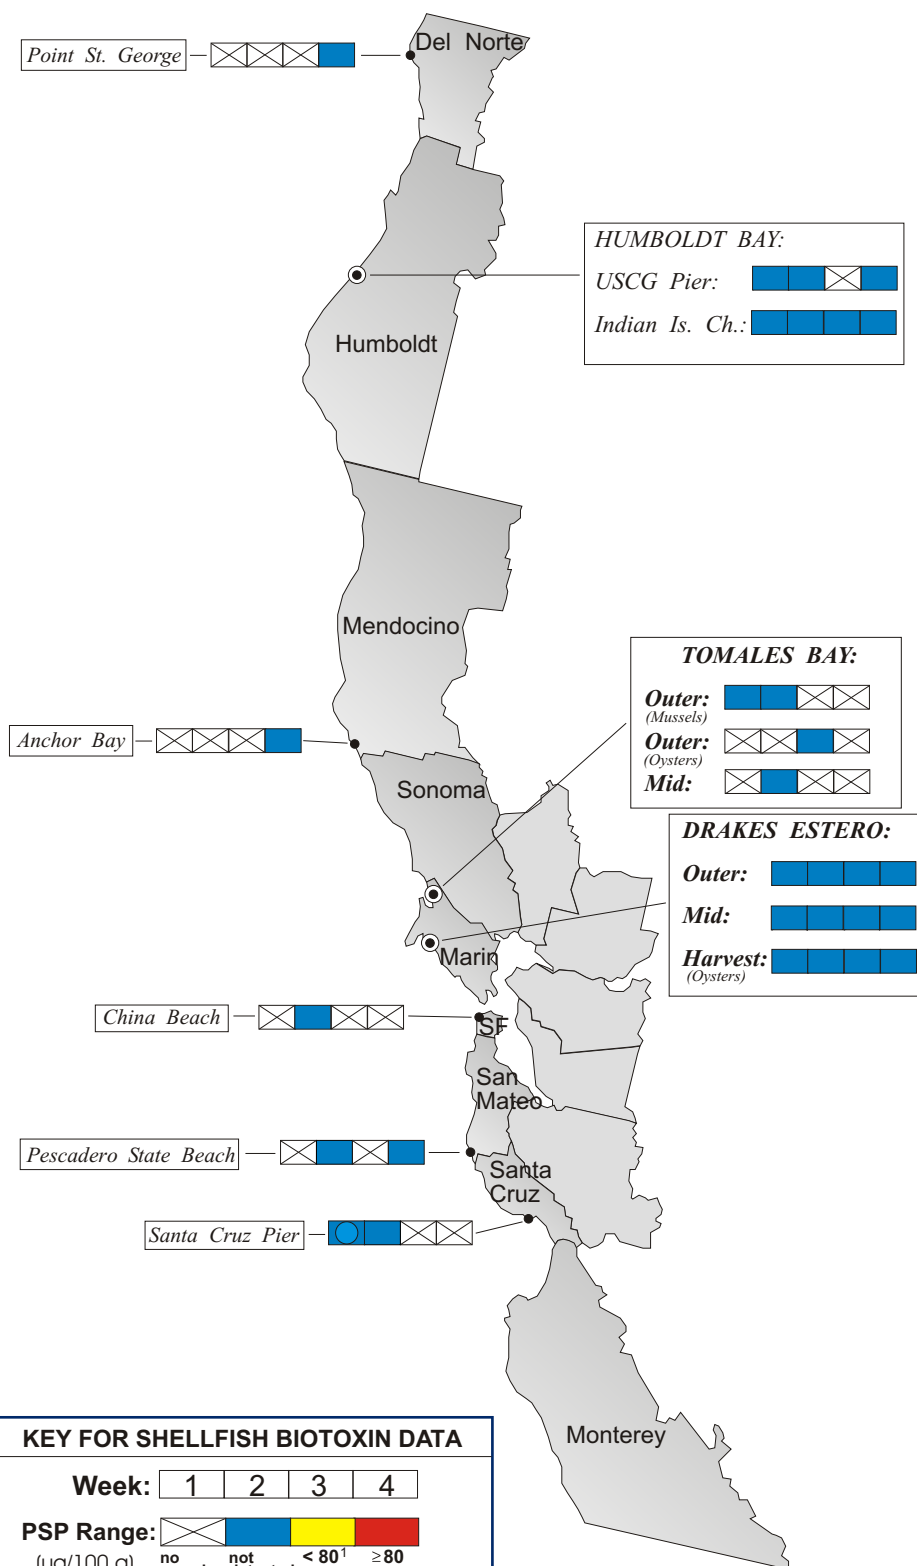 Point St. George
Del Norte
HUMBOLDT BAY:
USCG Pier:
Indian Is. Ch.:
Humboldt
Mendocino
TOMALES BAY:
Outer:
(Mussels)
Outer:
(Oysters)
Mid:
Anchor Bay
Sonoma
DRAKES ESTERO:
Outer:
Mid:
Harvest:
(Oysters)
Marin
China Beach
SF
San
Mateo
Pescadero State Beach
Santa
Cruz
Santa Cruz Pier
Monterey
KEY FOR SHELLFISH BIOTOXIN DATA
Week: 1 2 3 4
PSP Range:
(ug/100 g) no not < 80¹ ≥80